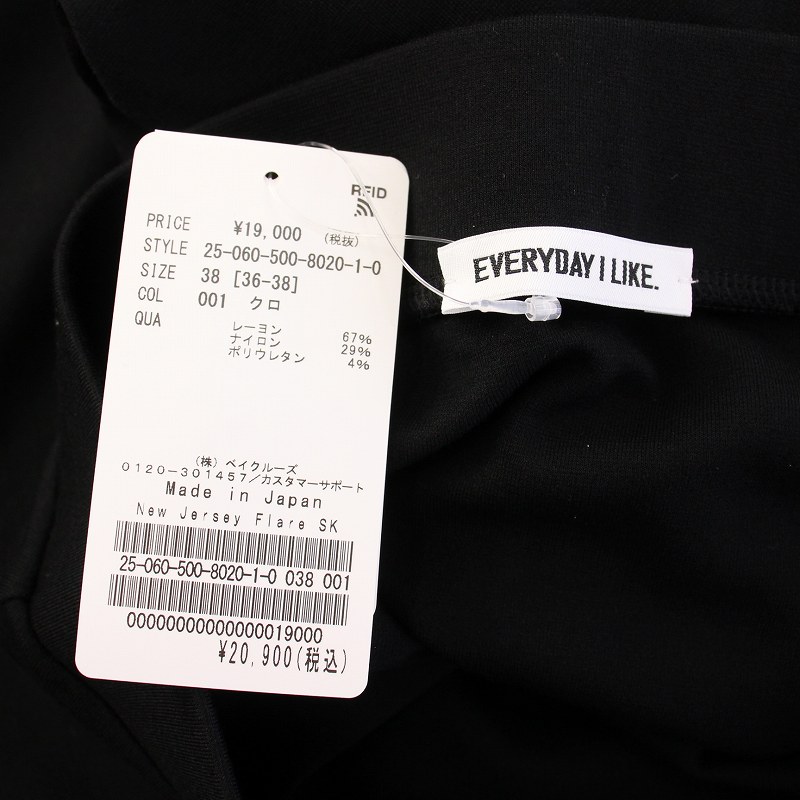 RFID
PRICE ¥19,000 (税抜)
STYLE 25-060-500-8020-1-0
SIZE 38 [36-38]
COL 001 クロ
QUA レーヨン 67%
ナイロン 29%
ポリウレタン 4%
(株)ベイクルーズ
0120-301457/カスタマーサポート
Made in Japan
New Jersey Flare SK
25-060-500-8020-1-0 038 001
00000000000000019000
¥20,900(税込)
EVERYDAY I LIKE.